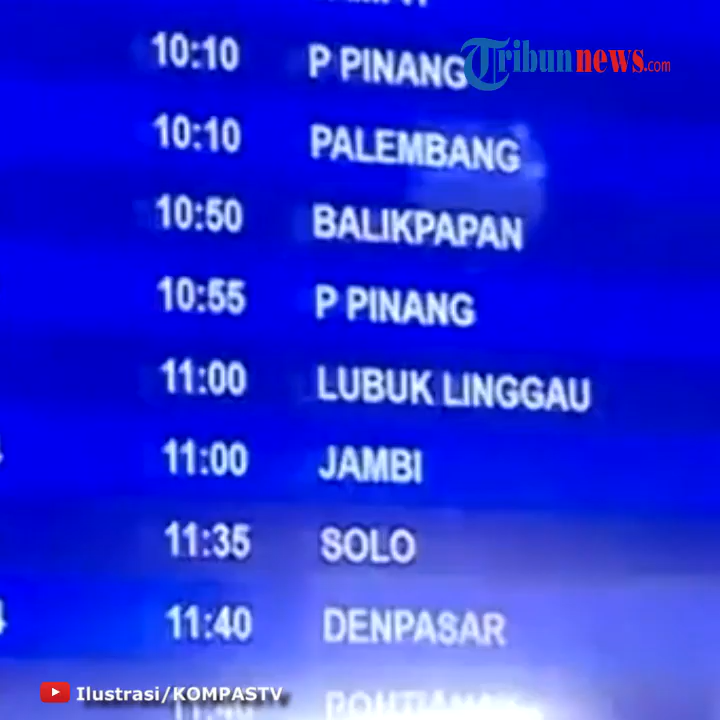 Tribunnews.com
10:10 P PINANG
10:10 PALEMBANG
10:50 BALIKPAPAN
10:55 P PINANG
11:00 LUBUK LINGGAU
11:00 JAMBI
11:35 SOLO
11:40 DENPASAR
Ilustrasi/KOMPASTV